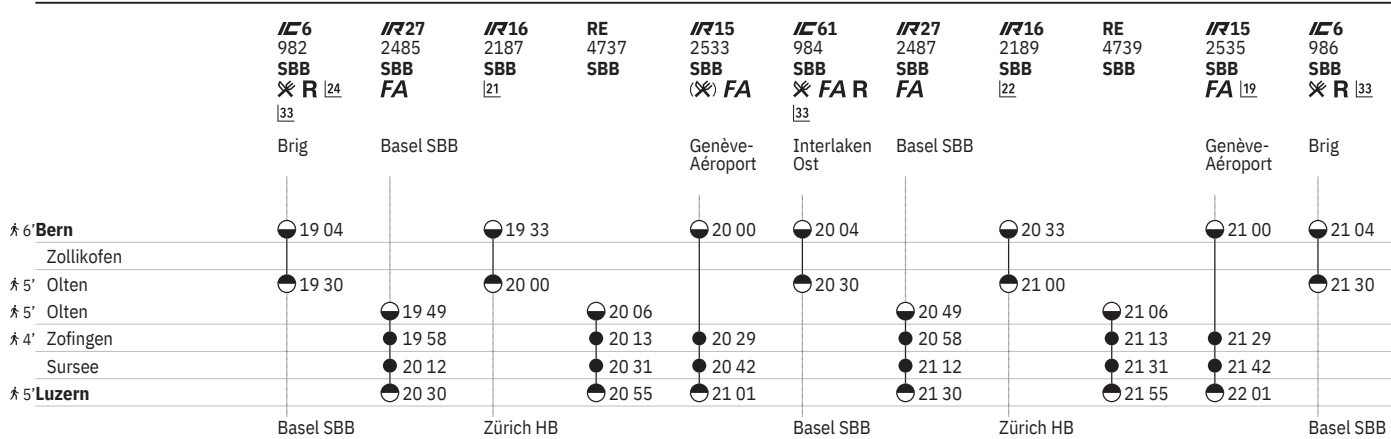 IC6 IR27 IR16 RE IR15 IC61 IR27 IR16 RE IR15 IC6
982 2485 2187 4737 2533 984 2487 2189 4739 2535 986
SBB SBB SBB SBB SBB SBB SBB SBB SBB SBB SBB
R 24 FA 21 ( ) FA FA R FA 22 FA 19 R 33
33 33
Brig Basel SBB Genève- Interlaken Basel SBB Genève- Brig
Aéroport Ost Aéroport
6' Bern 19 04 19 33 20 00 20 04 20 33 21 00 21 04
Zollikofen
5' Olten 19 30 20 00 20 30 21 00 21 30
5' Olten 19 49 20 06 20 49 21 06
4' Zofingen 19 58 20 13 20 29 20 58 21 13 21 29
Sursee 20 12 20 31 20 42 21 12 21 31 21 42
5' Luzern 20 30 20 55 21 01 21 30 21 55 22 01
Basel SBB Zürich HB Basel SBB Zürich HB Basel SBB